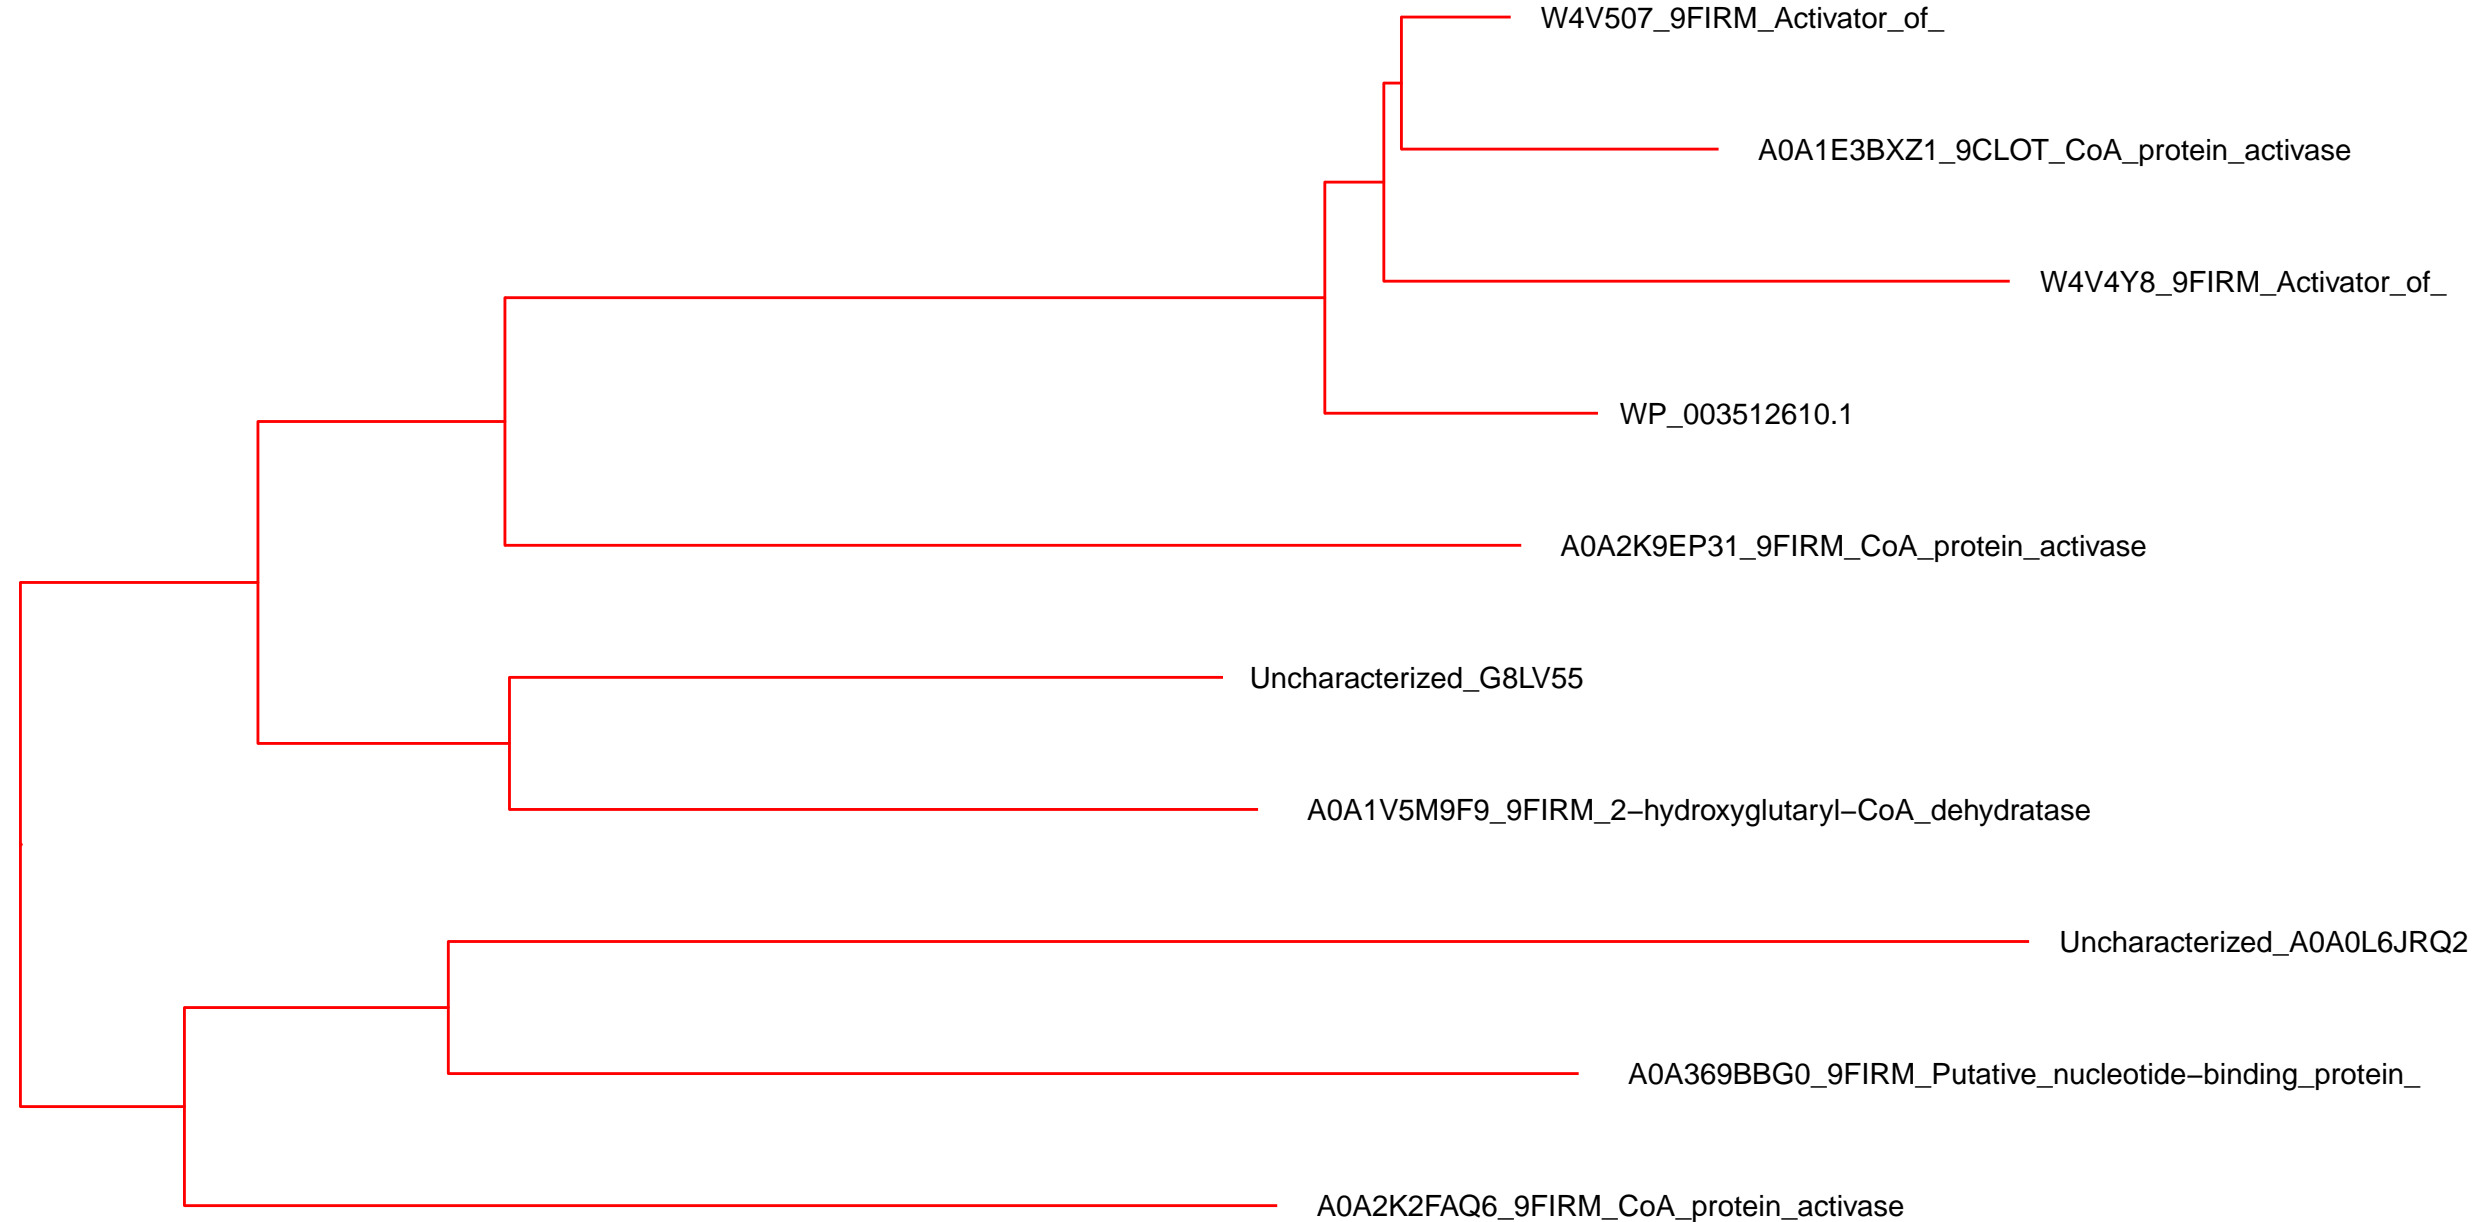 W4V507_9FIRM_Activator_of_
A0A1E3BXZ1_9CLOT_CoA_protein_activase
W4V4Y8_9FIRM_Activator_of_
WP_003512610.1
A0A2K9EP31_9FIRM_CoA_protein_activase
Uncharacterized_G8LV55
A0A1V5M9F9_9FIRM_2−hydroxyglutaryl−CoA_dehydratase
Uncharacterized_A0A0L6JRQ2
A0A369BBG0_9FIRM_Putative_nucleotide−binding_protein_
A0A2K2FAQ6_9FIRM_CoA_protein_activase